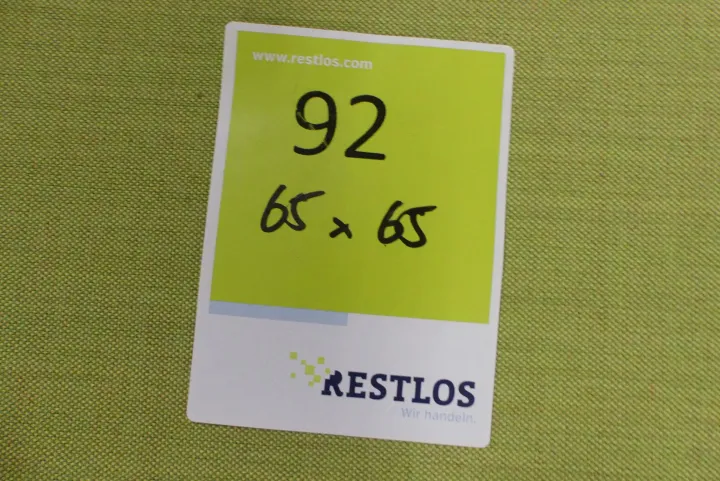 www.restlos.com
92
65 x 65
RESTLOS
Wir handeln.